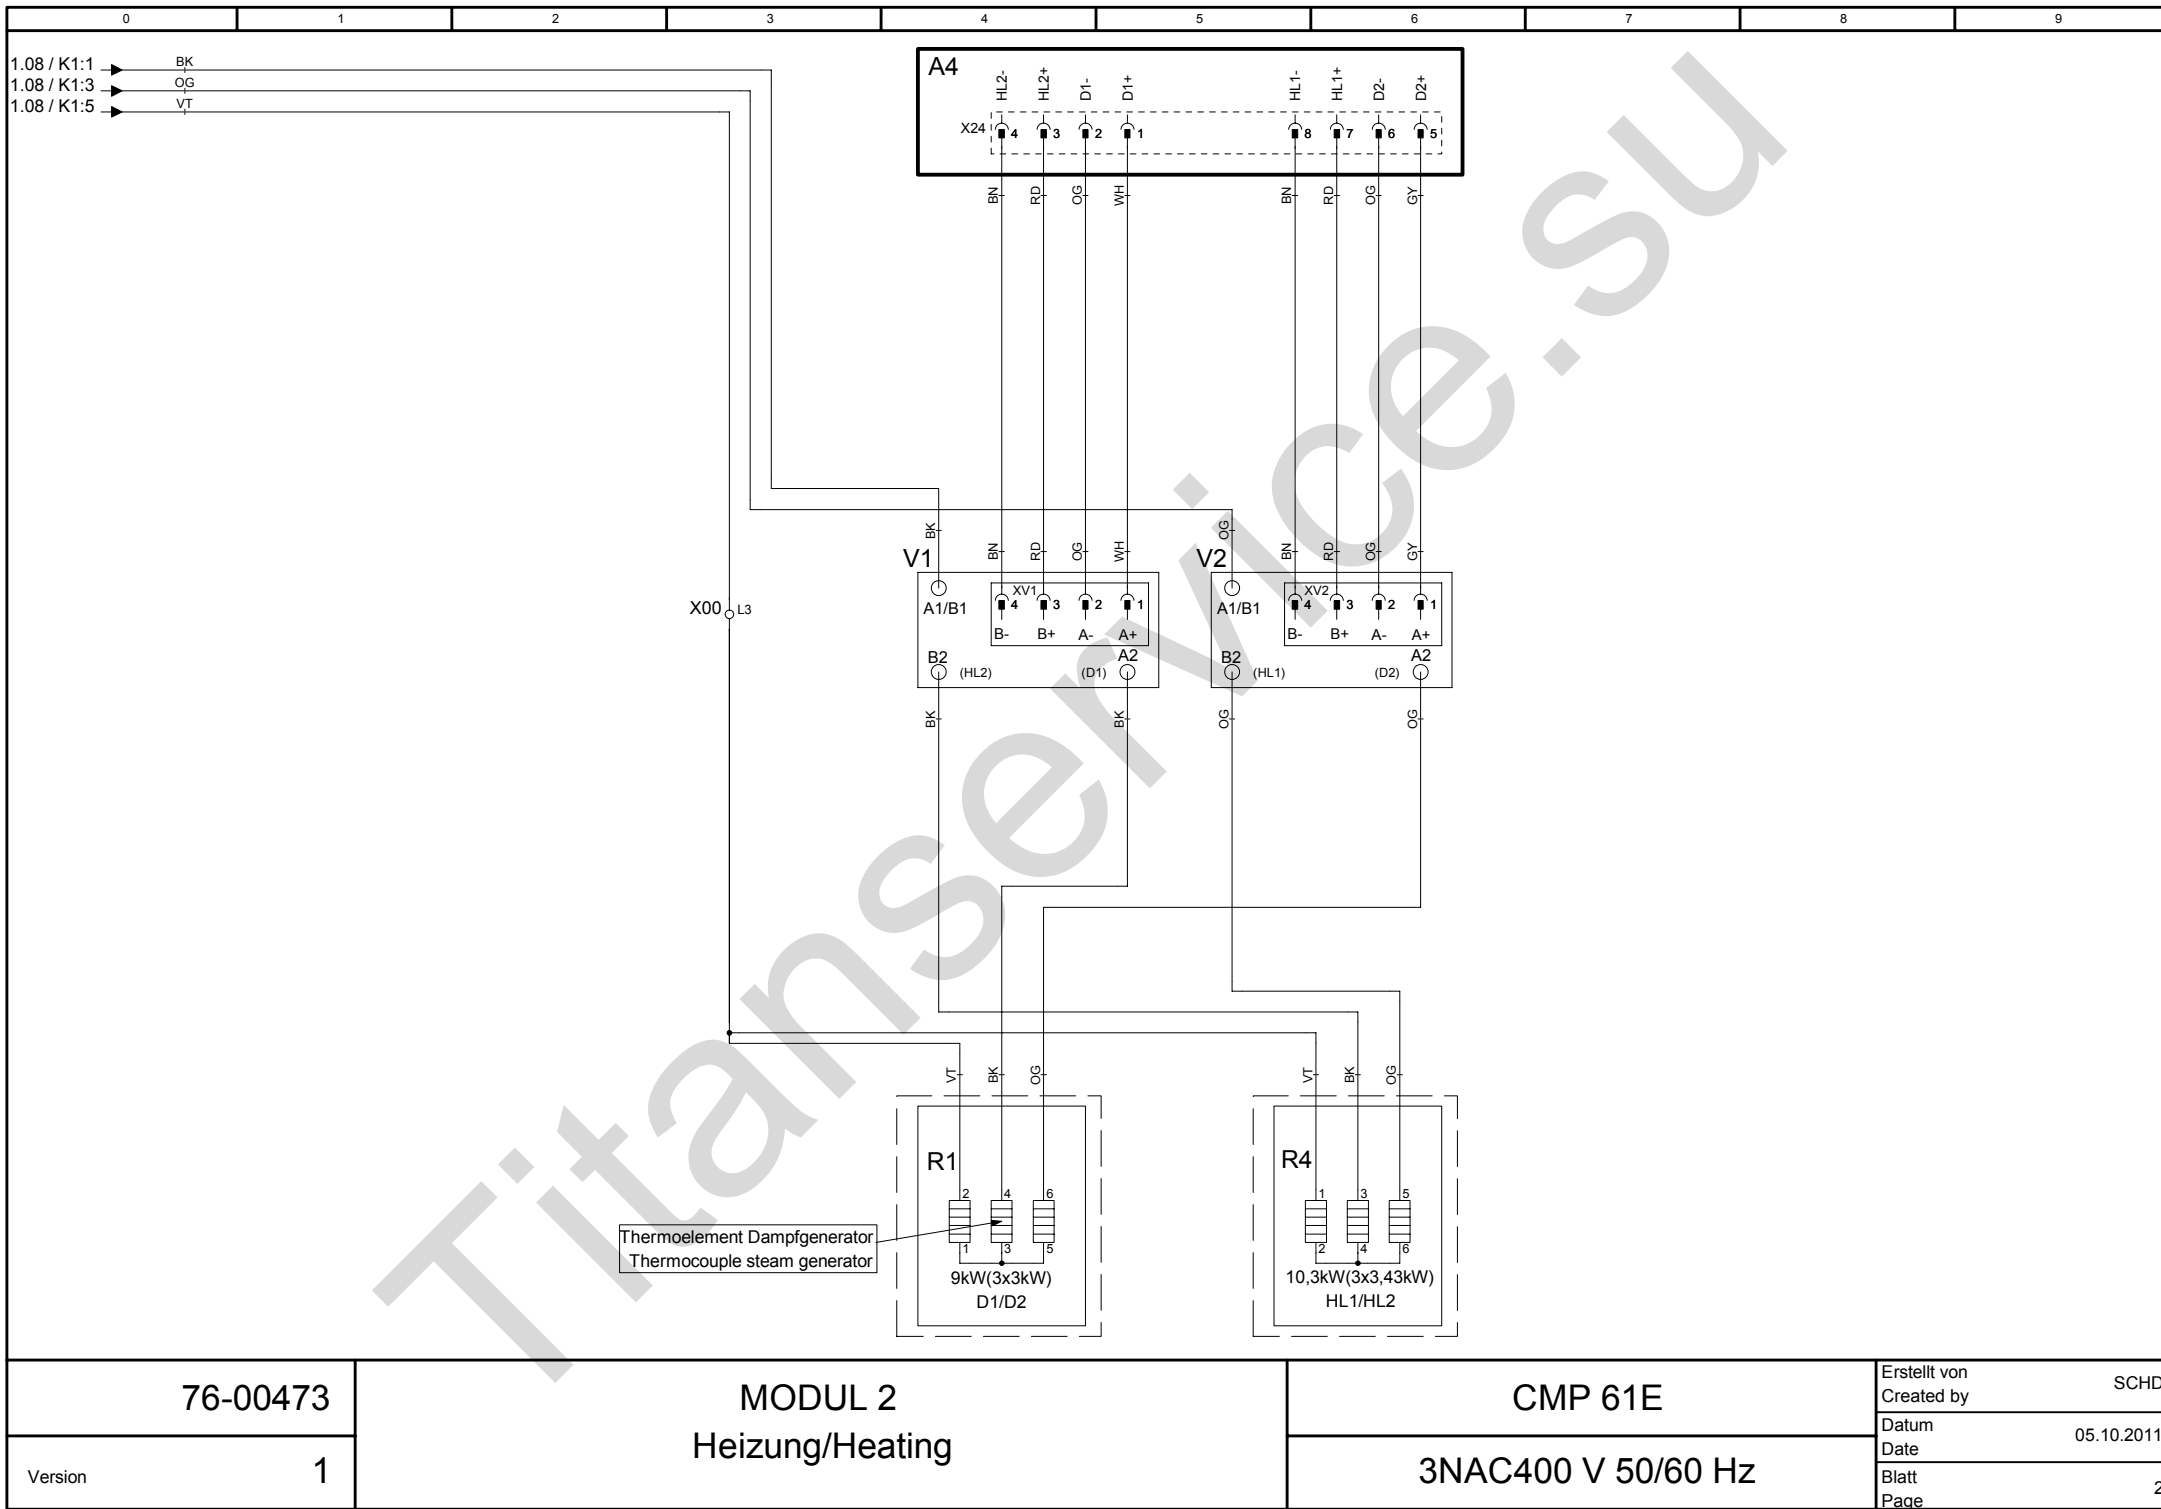 0 1 2 3 4 5 6 7 8 9
1.08 / K1:1 BK
1.08 / K1:3 OG
1.08 / K1:5 VT
A4
HL2- HL2+ D1- D1+ HL1- HL1+ D2- D2+
X24 4 3 2 1 8 7 6 5
BN RD OG WH BN RD OG GY
BK BN RD OG WH OG BN RD OG GY
V1 V2
XV1 XV2
4 3 2 1 4 3 2 1
A1/B1 A1/B1
X00 L3
B- B+ A- A+ B- B+ A- A+
B2 (HL2) (D1) A2 B2 (HL1) (D2) A2
BK BK OG OG
VT BK OG VT BK OG
R1 R4
2 4 6 1 3 5
Thermoelement Dampfgenerator
Thermocouple steam generator
1 3 5 2 4 6
9kW(3x3kW) 10,3kW(3x3,43kW)
D1/D2 HL1/HL2
Titanservice.su
76-00473
Version 1
MODUL 2
Heizung/Heating
CMP 61E
3NAC400 V 50/60 Hz
Erstellt von
Created by SCHD
Datum
Date 05.10.2011
Blatt
Page 2